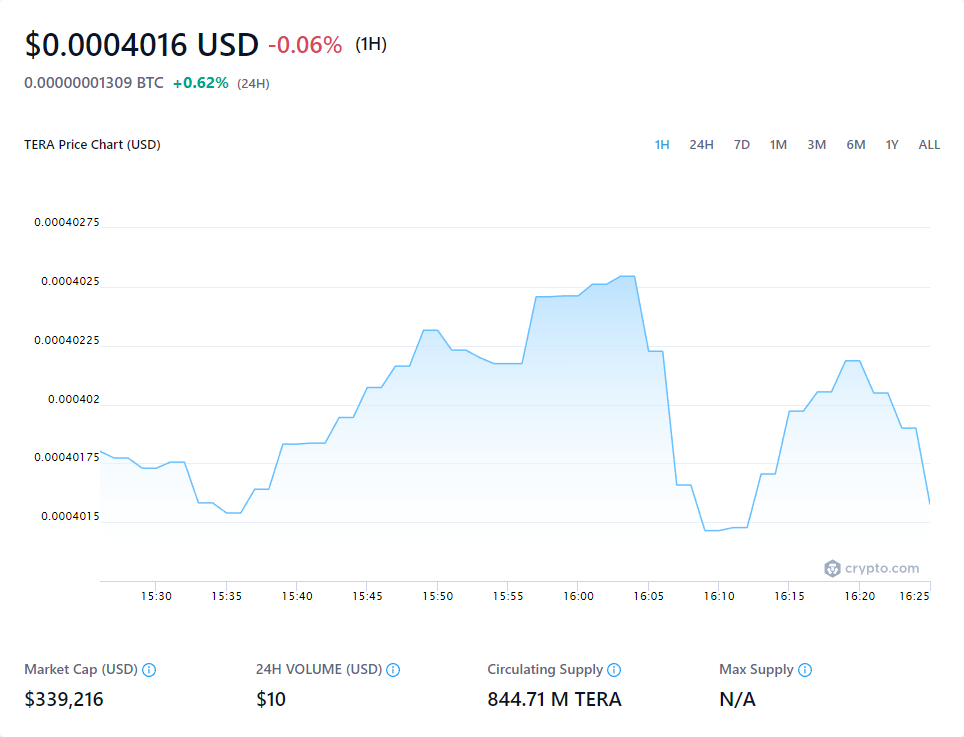 $0.0004016 USD -0.06% (1H)
0.00000001309 BTC +0.62% (24H)
TERA Price Chart (USD) 1H 24H 7D 1M 3M 6M 1Y ALL
0.00040275
0.0004025
0.00040225
0.000402
0.00040175
0.0004015
crypto.com
15:30 15:35 15:40 15:45 15:50 15:55 16:00 16:05 16:10 16:15 16:20 16:25
Market Cap (USD) 24H VOLUME (USD) Circulating Supply Max Supply
$339,216 $10 844.71 M TERA N/A